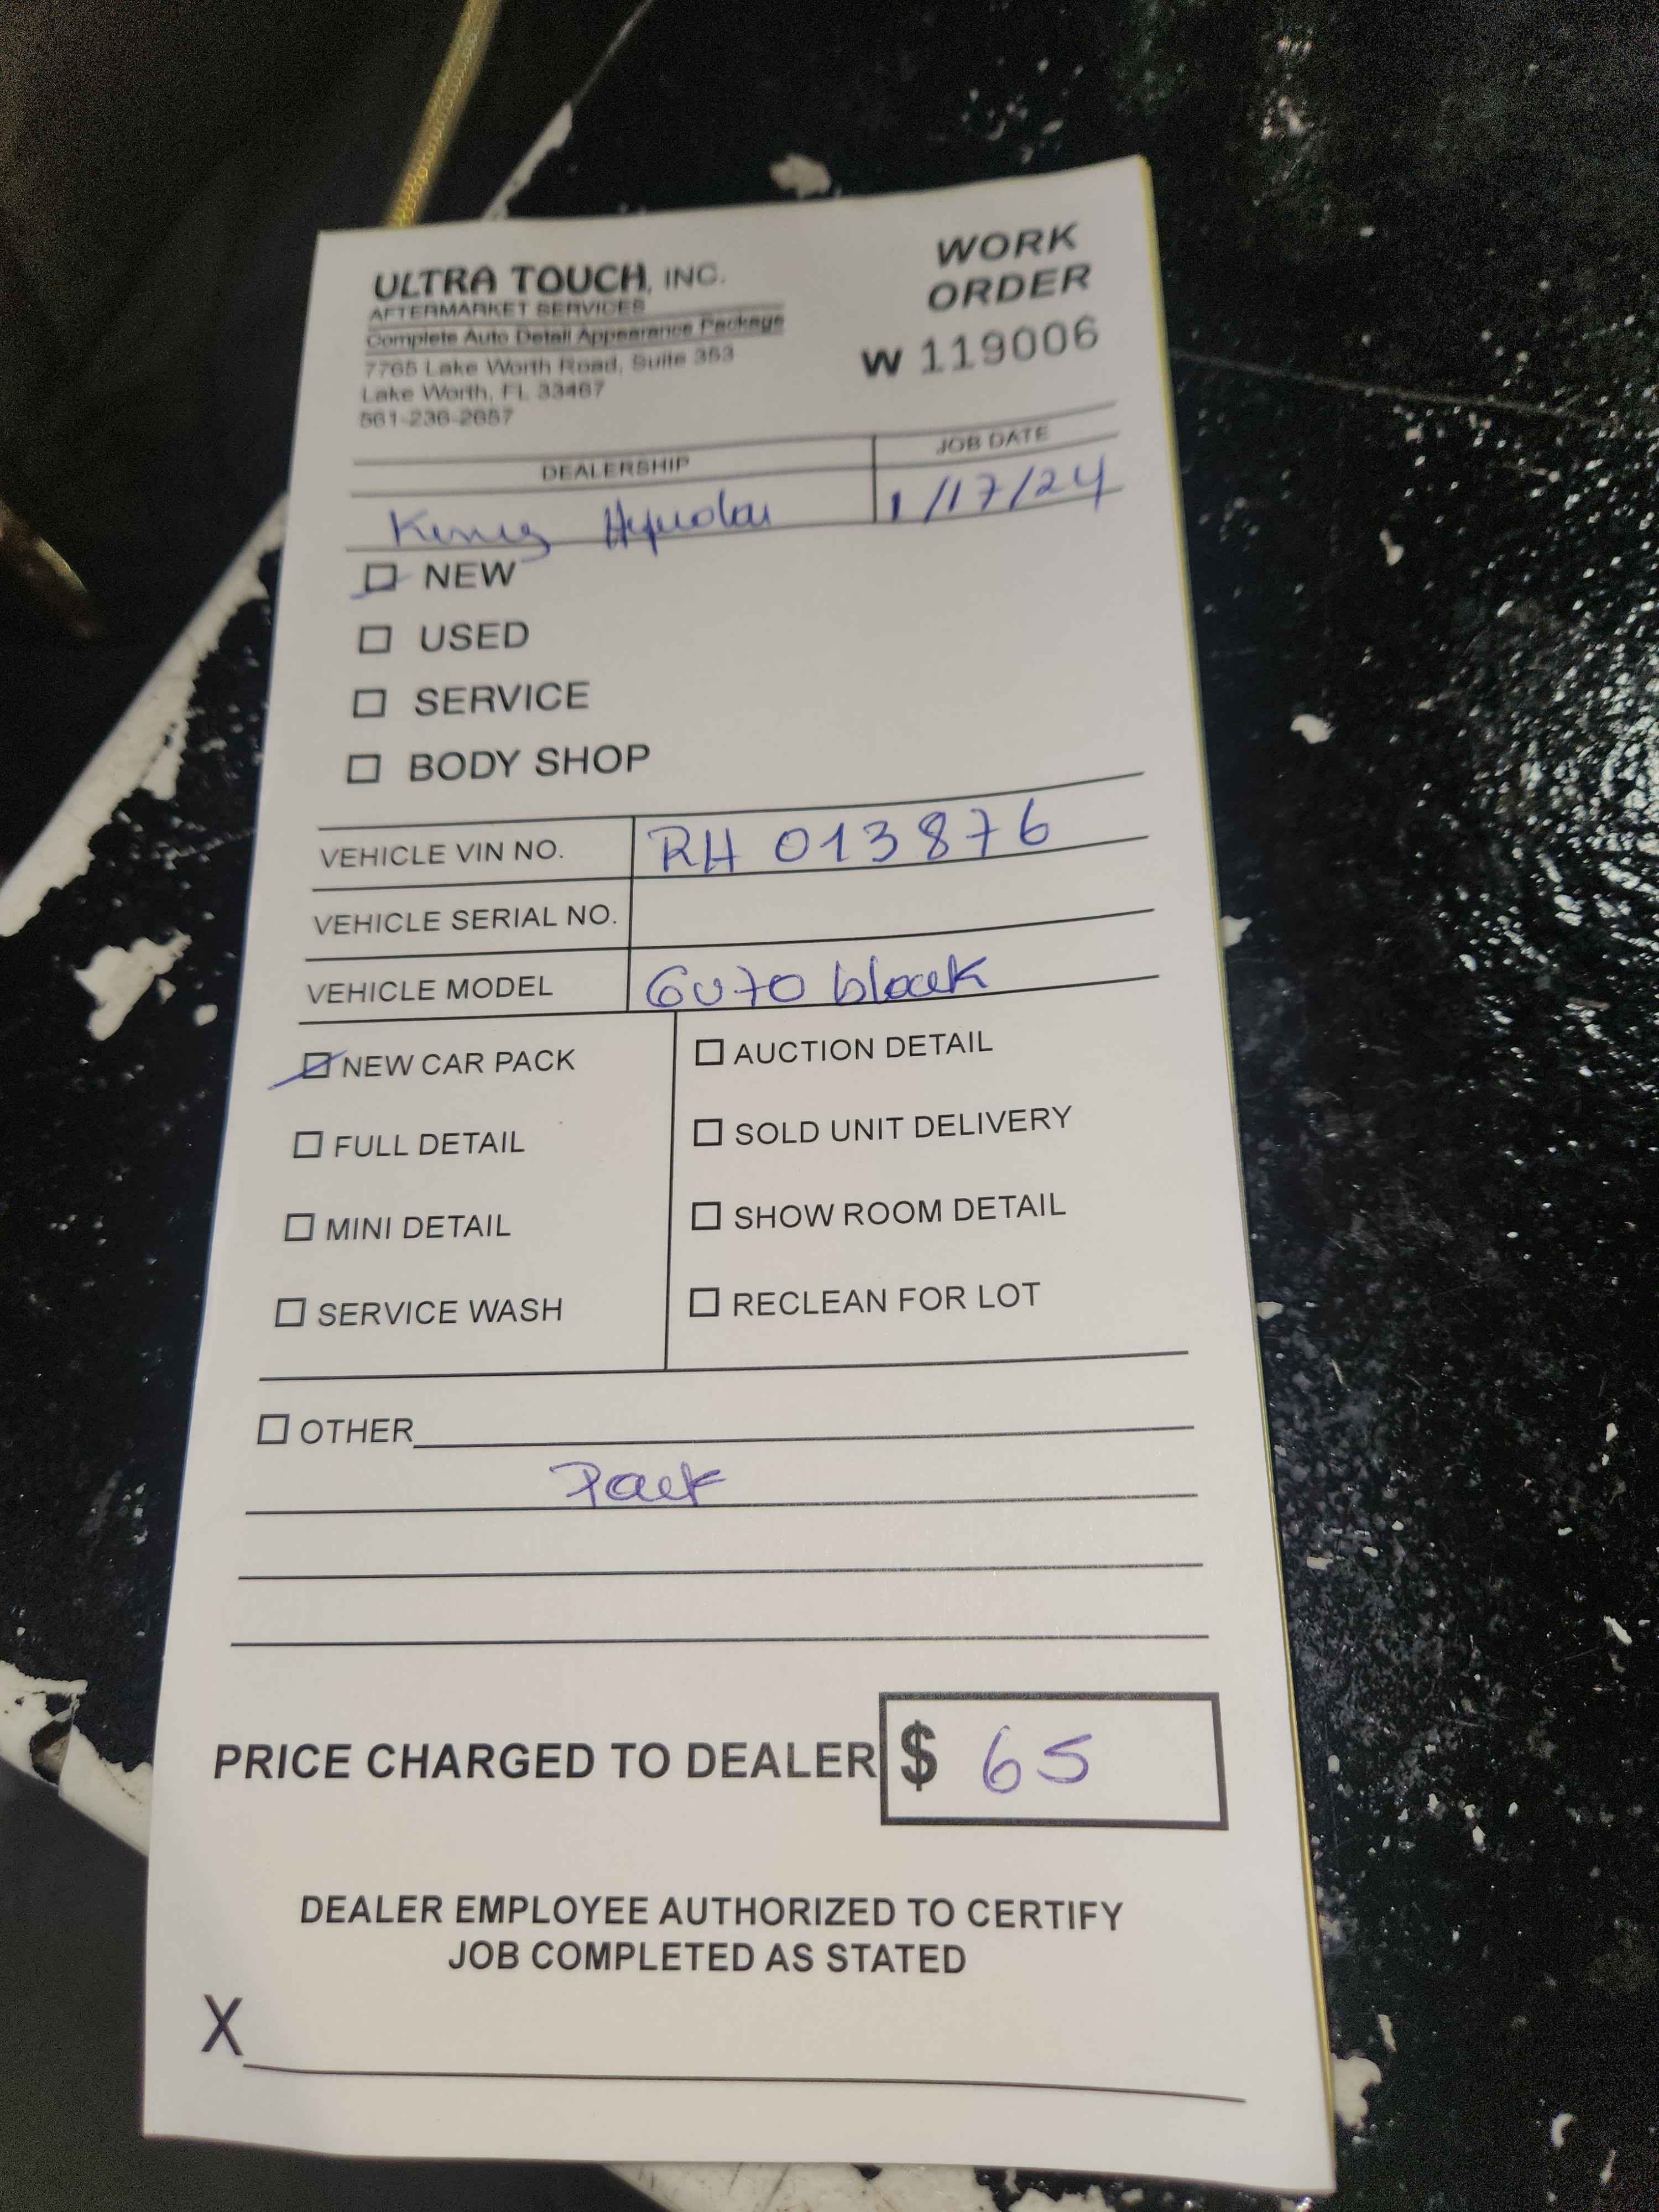 ULTRA TOUCH, INC.
AFTERMARKET SERVICES
Complete Auto Detail Appearance Package
7765 Lake Worth Road, Suite 353
Lake Worth, FL 33467
561-236-2657
WORK
ORDER
W 119006
DEALERSHIP
JOB DATE
1/17/24
NEW
USED
SERVICE
BODY SHOP
VEHICLE VIN NO. RH 013876
VEHICLE SERIAL NO.
VEHICLE MODEL GV70 black
NEW CAR PACK
FULL DETAIL
MINI DETAIL
SERVICE WASH
AUCTION DETAIL
SOLD UNIT DELIVERY
SHOW ROOM DETAIL
RECLEAN FOR LOT
OTHER
Pack
PRICE CHARGED TO DEALER $ 65
DEALER EMPLOYEE AUTHORIZED TO CERTIFY
JOB COMPLETED AS STATED
X